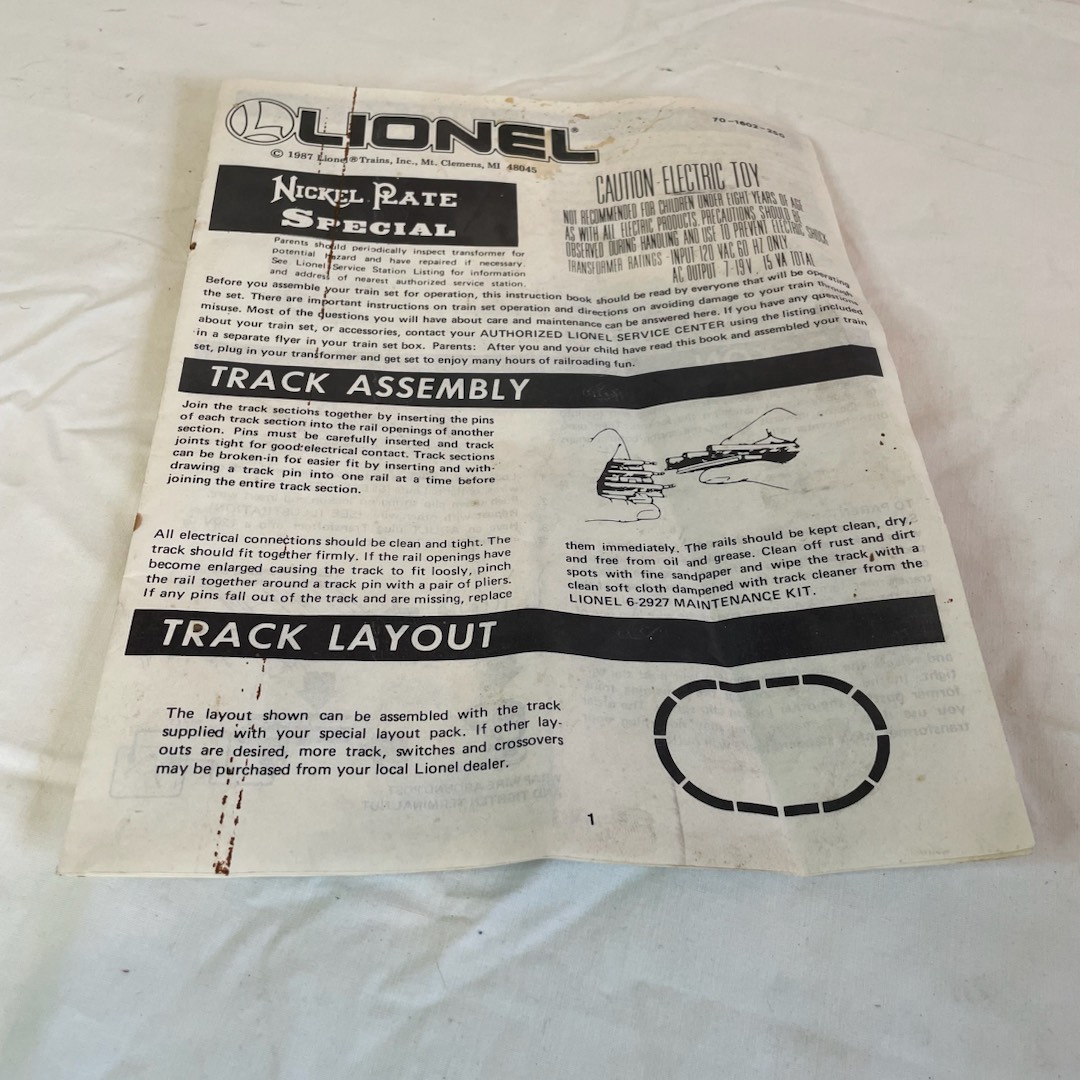 LIONEL®
70-1602-250
© 1987 Lionel® Trains, Inc., Mt. Clemens, MI 48045
NICKEL PLATE
SPECIAL
Parents should periodically inspect transformer for
potential hazard and have repaired if necessary.
See Lionel Service Station Listing for information
and address of nearest authorized service station.
CAUTION - ELECTRIC TOY
NOT RECOMMENDED FOR CHILDREN UNDER EIGHT YEARS OF AGE
AS WITH ALL ELECTRIC PRODUCTS, PRECAUTIONS SHOULD BE
OBSERVED DURING HANDLING AND USE TO PREVENT ELECTRIC SHOCK
TRANSFORMER RATINGS - INPUT 120 VAC 60 HZ ONLY
AC OUTPUT 7-19V, 15 VA TOTAL
Before you assemble your train set for operation, this instruction book should be read by everyone that will be operating
the set. There are important instructions on train set operation and directions on avoiding damage to your train through
misuse. Most of the questions you will have about care and maintenance can be answered here. If you have any questions
about your train set, or accessories, contact your AUTHORIZED LIONEL SERVICE CENTER using the listing included
in a separate flyer in your train set box. Parents: After you and your child have read this book and assembled your train
set, plug in your transformer and get set to enjoy many hours of railroading fun.
TRACK ASSEMBLY
Join the track sections together by inserting the pins
of each track section into the rail openings of another
section. Pins must be carefully inserted and track
joints tight for good electrical contact. Track sections
can be broken-in for easier fit by inserting and with-
drawing a track pin into one rail at a time before
joining the entire track section.
All electrical connections should be clean and tight. The
track should fit together firmly. If the rail openings have
become enlarged causing the track to fit loosly, pinch
the rail together around a track pin with a pair of pliers.
If any pins fall out of the track and are missing, replace
them immediately. The rails should be kept clean, dry,
and free from oil and grease. Clean off rust and dirt
spots with fine sandpaper and wipe the track with a
clean soft cloth dampened with track cleaner from the
LIONEL 6-2927 MAINTENANCE KIT.
TRACK LAYOUT
The layout shown can be assembled with the track
supplied with your special layout pack. If other lay-
outs are desired, more track, switches and crossovers
may be purchased from your local Lionel dealer.
1